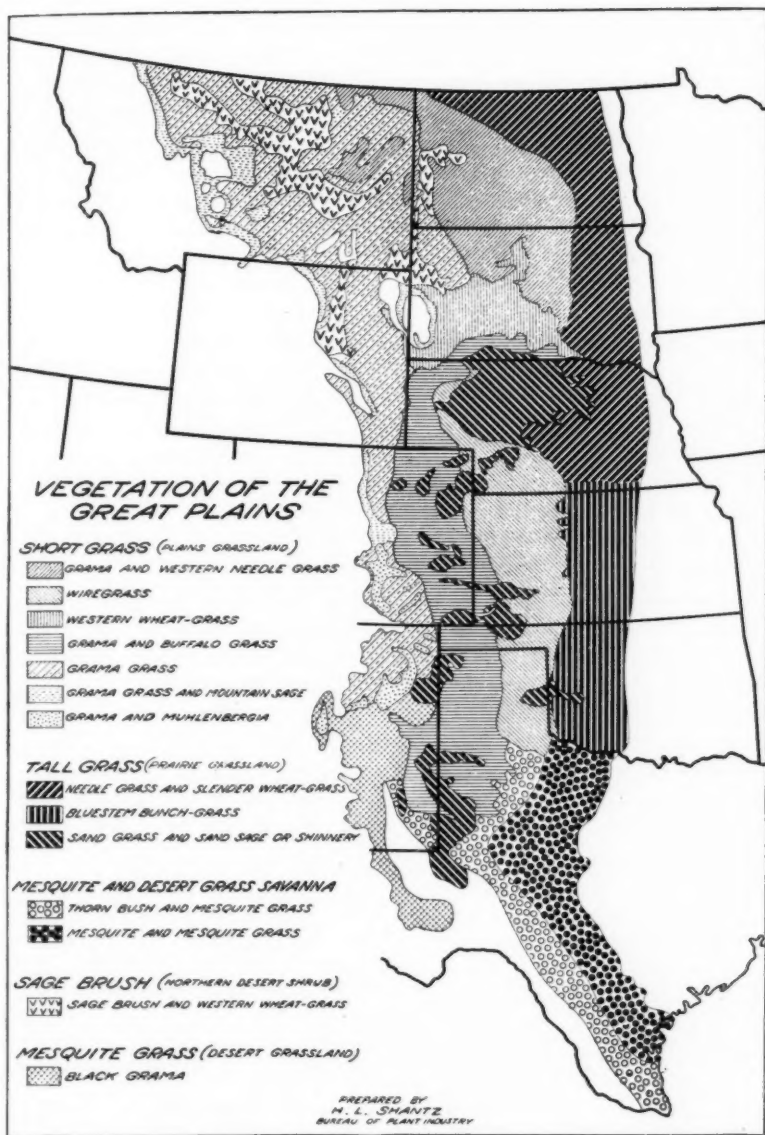 VEGETATION OF THE
GREAT PLAINS
SHORT GRASS (PLAINS GRASSLAND)
GRAMA AND WESTERN NEEDLE GRASS
WIREGRASS
WESTERN WHEAT-GRASS
GRAMA AND BUFFALO GRASS
GRAMA GRASS
GRAMA GRASS AND MOUNTAIN SAGE
GRAMA AND MUHLENBERGIA
TALL GRASS (PRAIRIE GRASSLAND)
NEEDLE GRASS AND SLENDER WHEAT-GRASS
BLUESTEM BUNCH-GRASS
SAND GRASS AND SAND SAGE OR SHINNERY
MESQUITE AND DESERT GRASS SAVANNA
THORN BUSH AND MESQUITE GRASS
MESQUITE AND MESQUITE GRASS
SAGE BRUSH (NORTHERN DESERT SHRUB)
SAGE BRUSH AND WESTERN WHEAT-GRASS
MESQUITE GRASS (DESERT GRASSLAND)
BLACK GRAMA
PREPARED BY
H. L. SHANTZ
BUREAU OF PLANT INDUSTRY